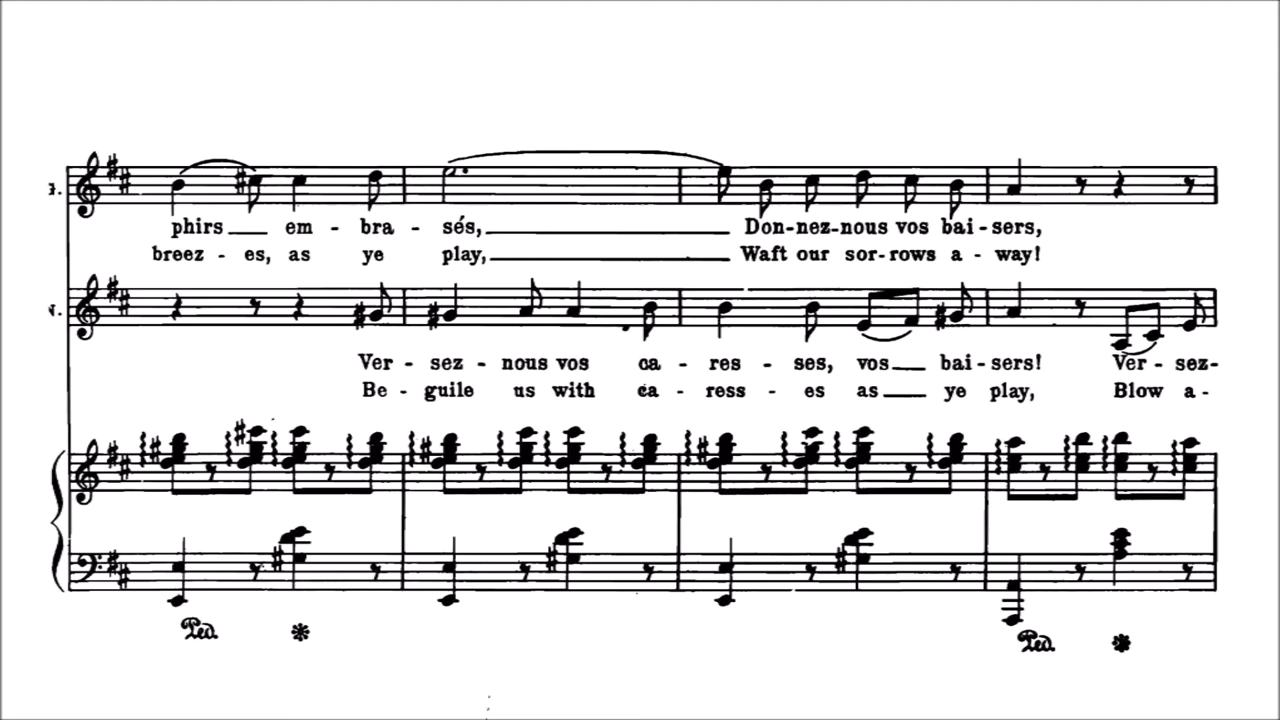 phirs em - bra - sés, Don-nez-nous vos bai-sers,
breez - es, as ye play, Waft our sor-rows a - way!
Ver - sez - nous vos ca - res - ses, vos bai-sers! Ver - sez-
Be - guile us with ca - ress - es as ye play, Blow a -
Ped. * Ped. *